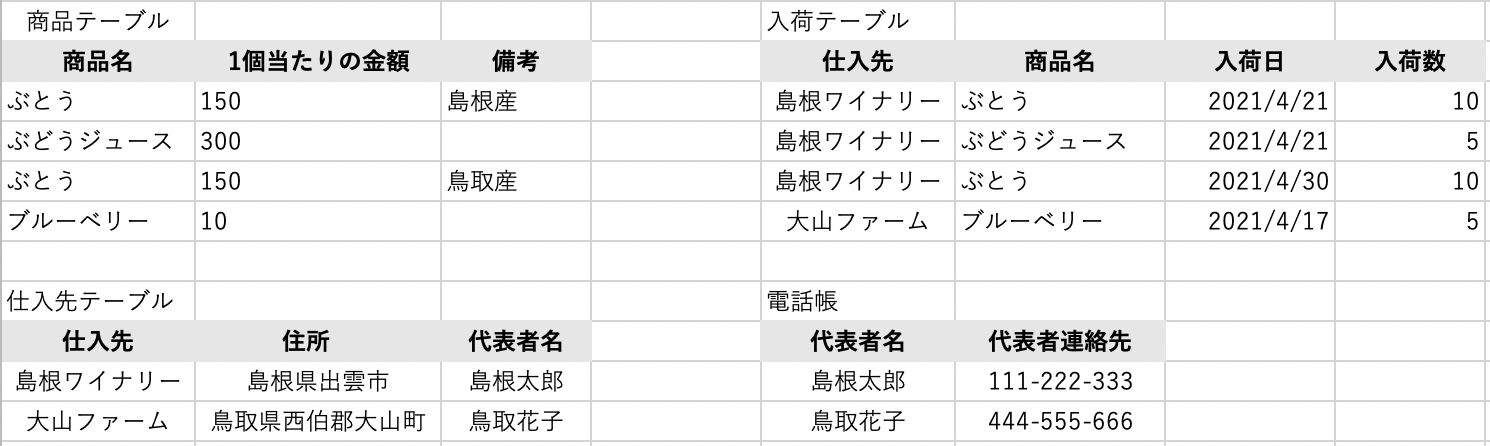 商品テーブル 入荷テーブル
商品名 1個当たりの金額 備考 仕入先 商品名 入荷日 入荷数
ぶとう 150 島根産 島根ワイナリー ぶとう 2021/4/21 10
ぶどうジュース 300 島根ワイナリー ぶどうジュース 2021/4/21 5
ぶとう 150 鳥取産 島根ワイナリー ぶとう 2021/4/30 10
ブルーベリー 10 大山ファーム ブルーベリー 2021/4/17 5
仕入先テーブル 電話帳
仕入先 住所 代表者名 代表者名 代表者連絡先
島根ワイナリー 島根県出雲市 島根太郎 島根太郎 111-222-333
大山ファーム 鳥取県西伯郡大山町 鳥取花子 鳥取花子 444-555-666